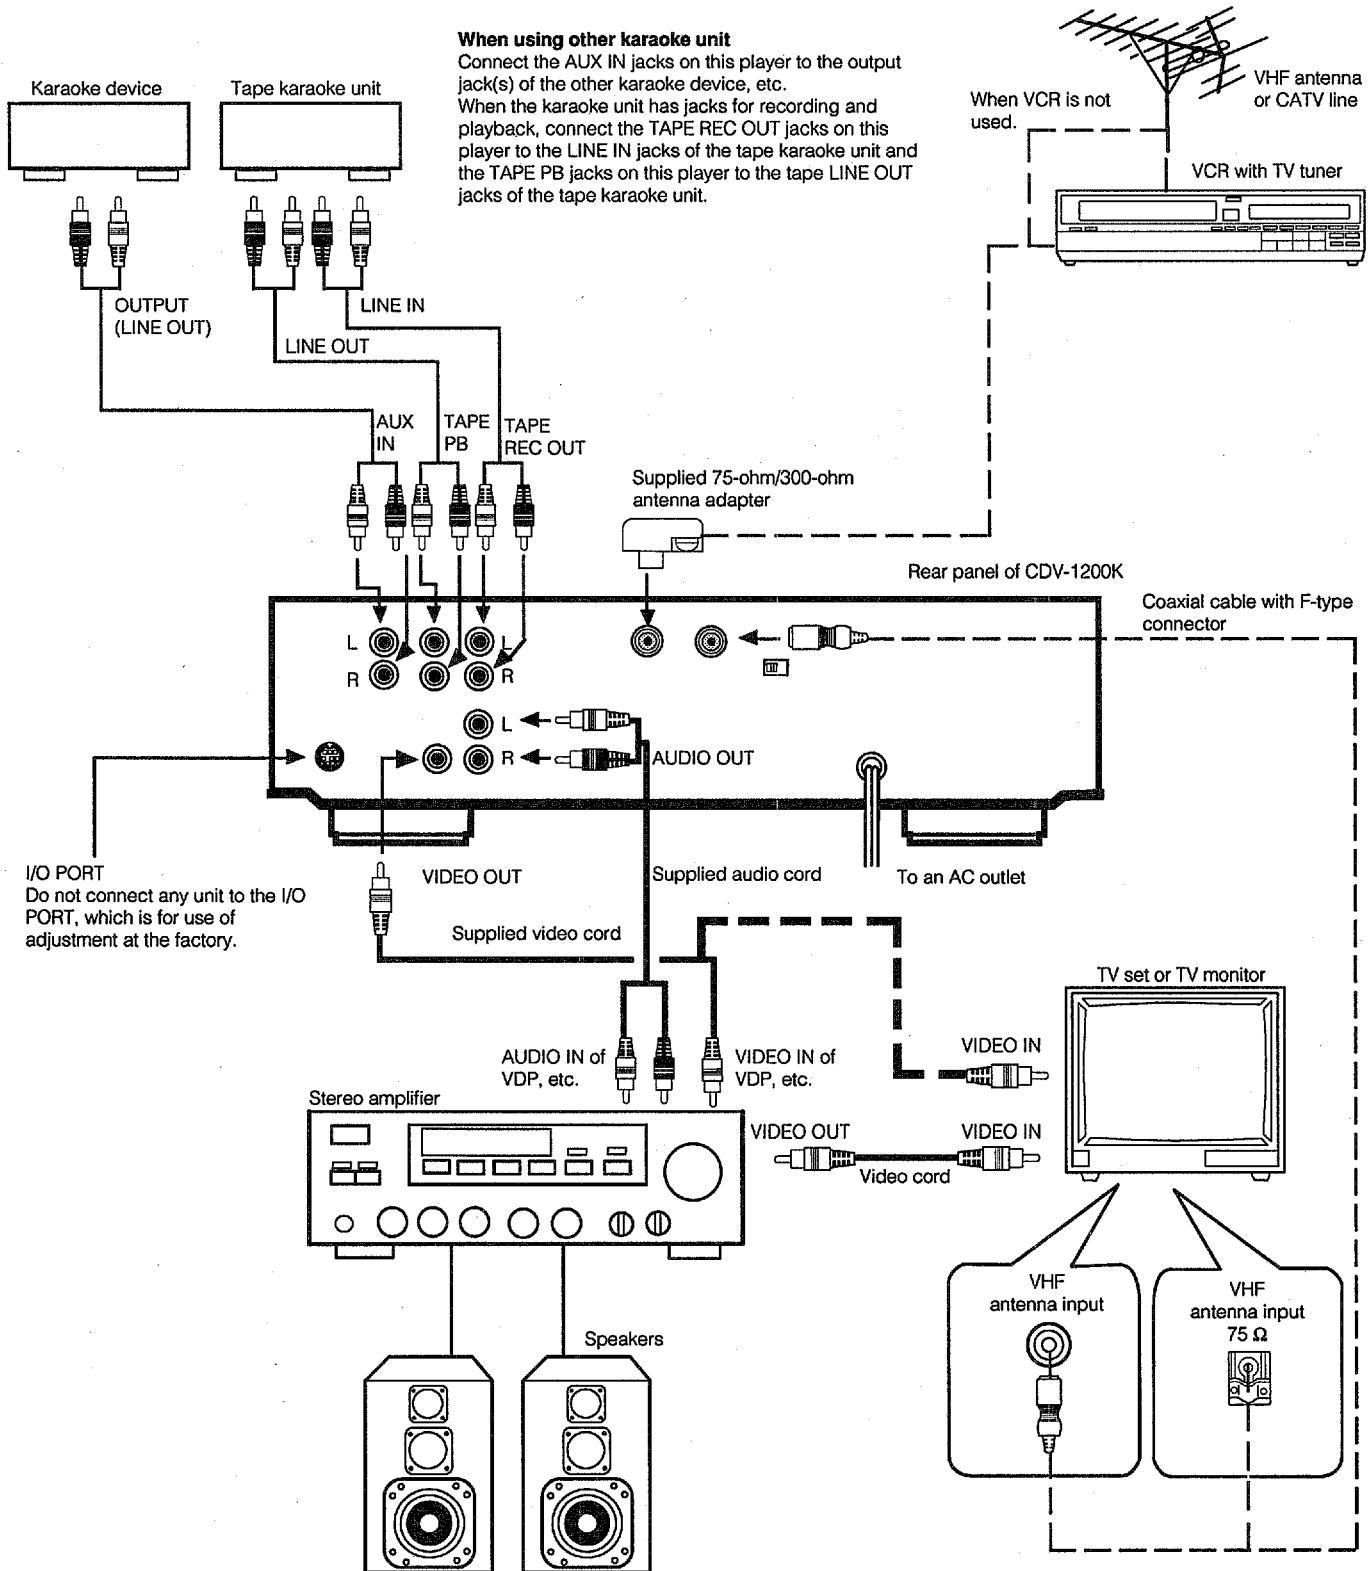 When using other karaoke unit
Connect the AUX IN jacks on this player to the output
jack(s) of the other karaoke device, etc.
When the karaoke unit has jacks for recording and
playback, connect the TAPE REC OUT jacks on this
player to the LINE IN jacks of the tape karaoke unit and
the TAPE PB jacks on this player to the tape LINE OUT
jacks of the tape karaoke unit.
Karaoke device
Tape karaoke unit
VHF antenna
or CATV line
When VCR is not
used.
VCR with TV tuner
OUTPUT
(LINE OUT)
LINE IN
LINE OUT
AUX
IN
TAPE
PB
TAPE
REC OUT
Supplied 75-ohm/300-ohm
antenna adapter
Rear panel of CDV-1200K
Coaxial cable with F-type
connector
L
L
R
R
L
R
AUDIO OUT
I/O PORT
Do not connect any unit to the I/O
PORT, which is for use of
adjustment at the factory.
VIDEO OUT
Supplied audio cord
To an AC outlet
Supplied video cord
TV set or TV monitor
AUDIO IN of
VDP, etc.
VIDEO IN of
VDP, etc.
VIDEO IN
Stereo amplifier
VIDEO OUT
VIDEO IN
Video cord
VHF
antenna input
VHF
antenna input
75 Ω
Speakers